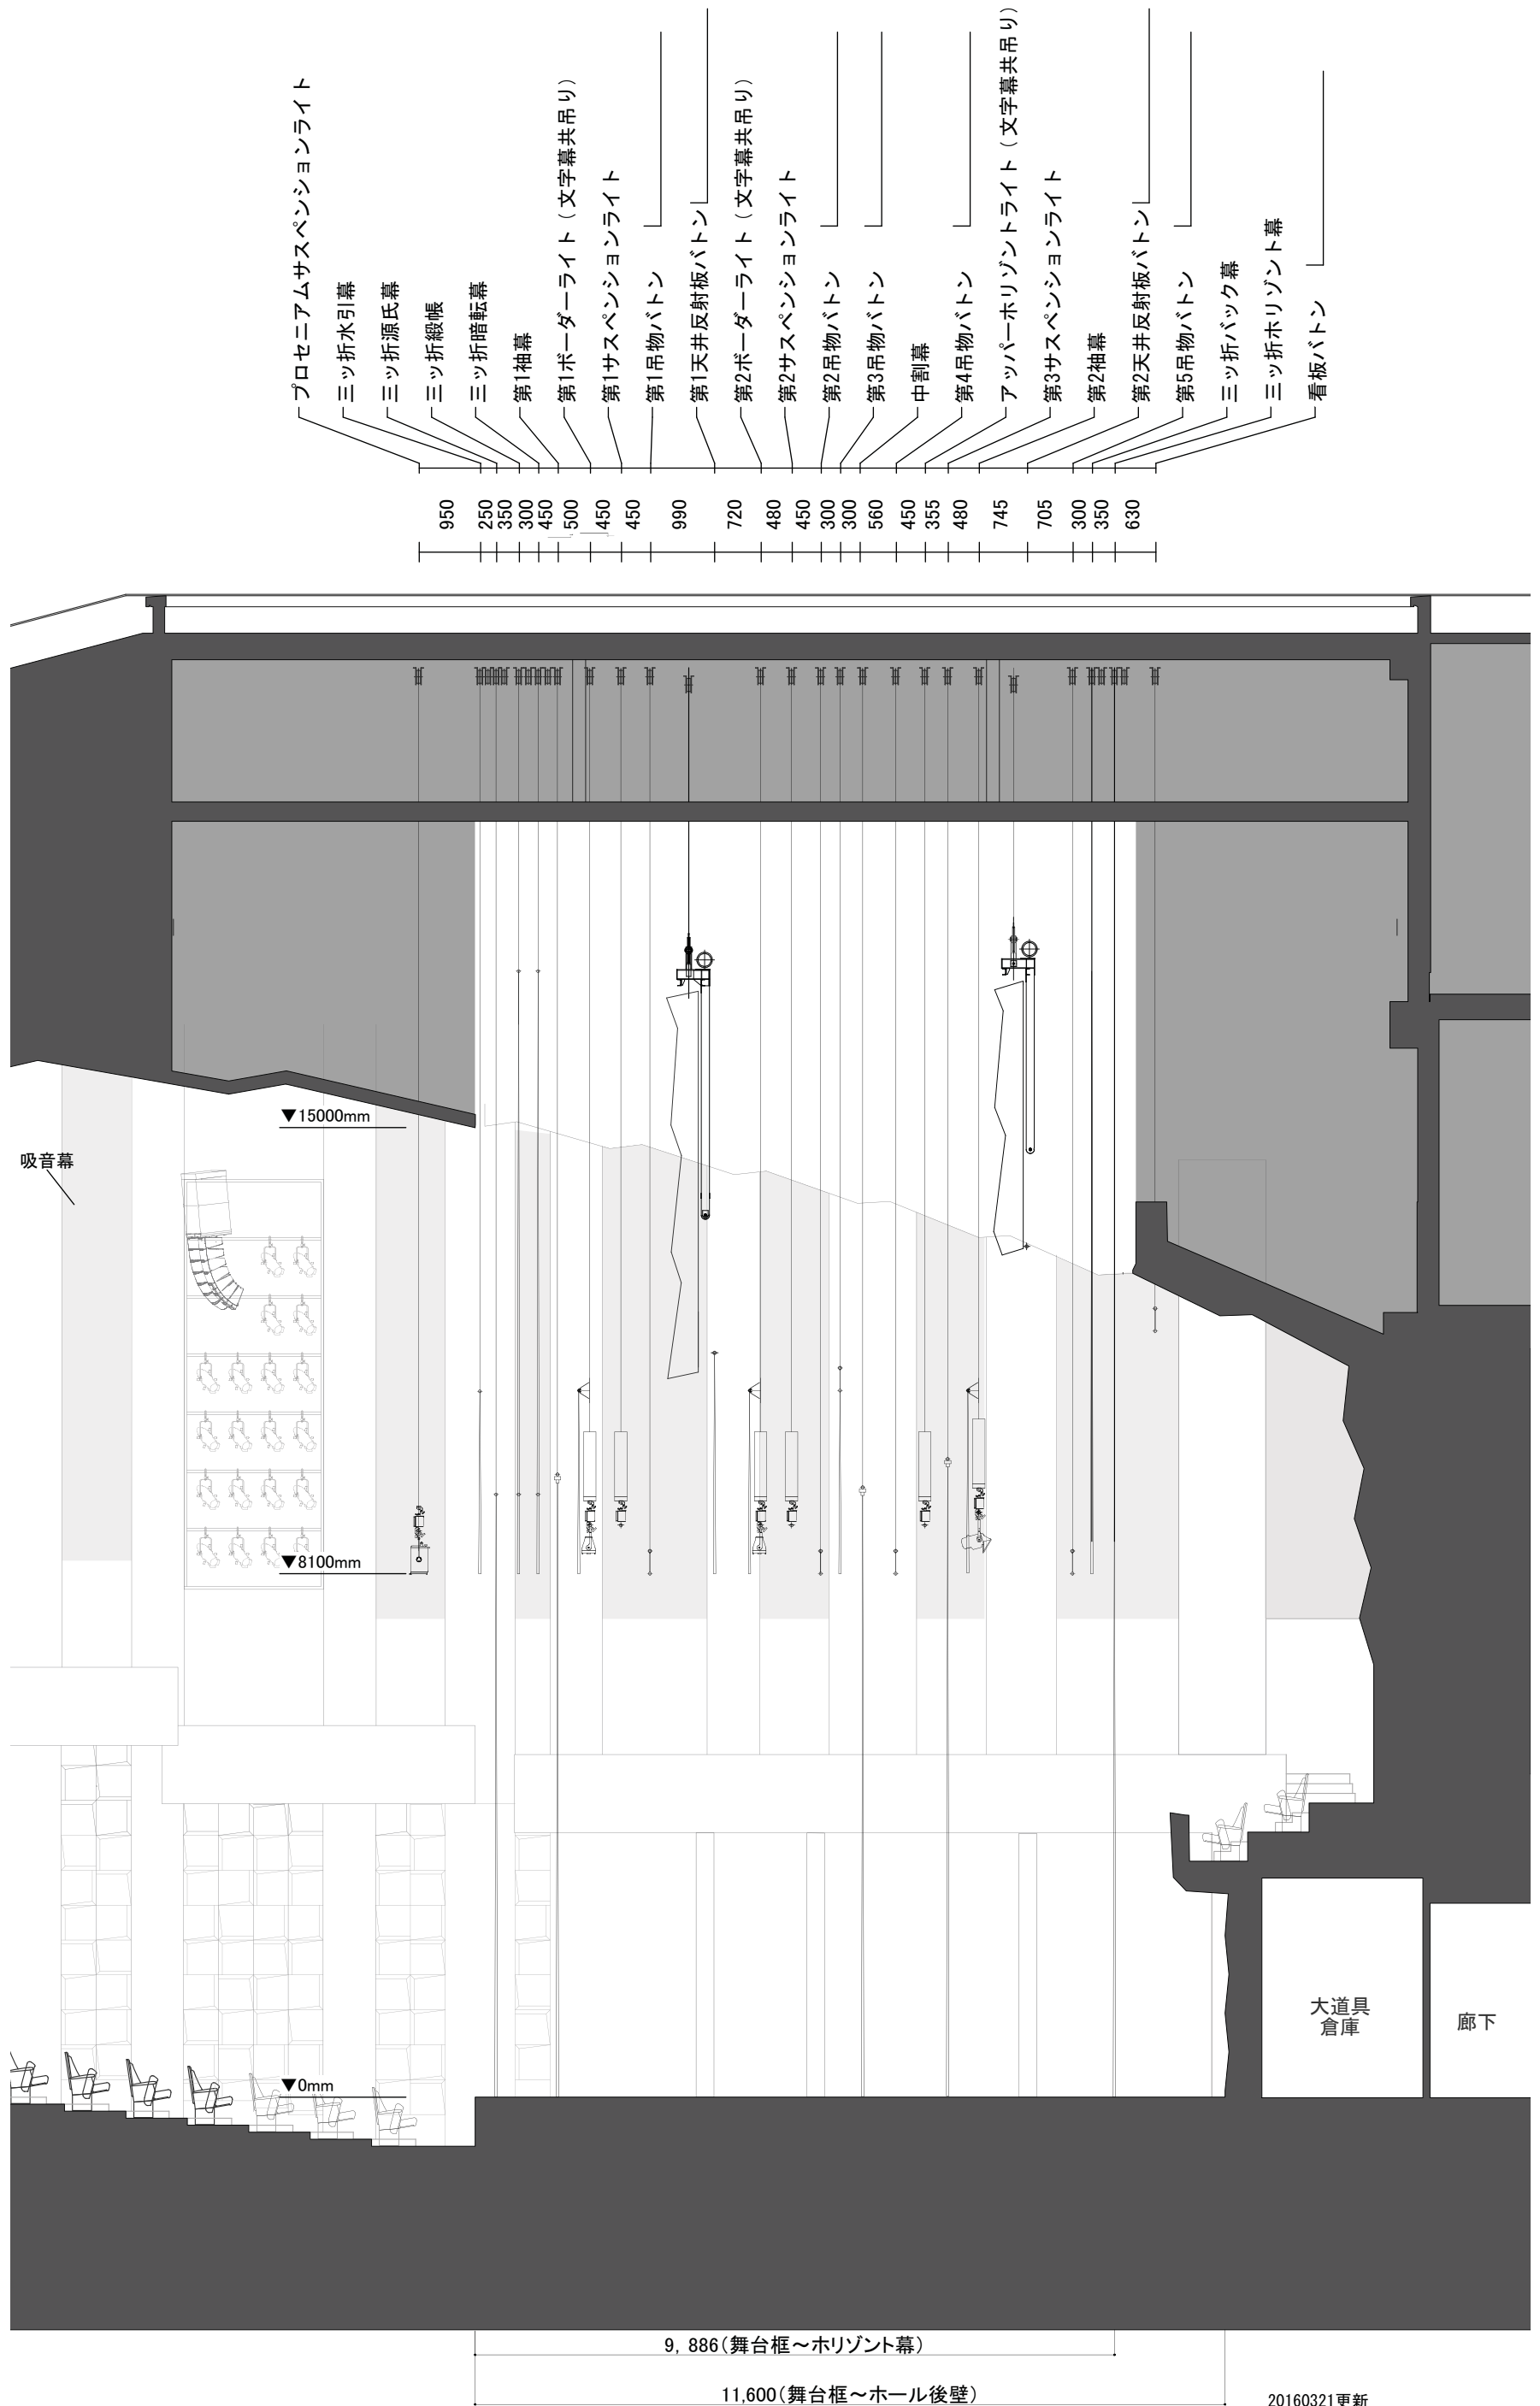 プロセニアムサスペンションライト
三ッ折水引幕
三ッ折源氏幕
三ッ折緞帳
三ッ折暗転幕
第1袖幕
第1ボーダーライト（文字幕共吊り）
第1サスペンションライト
第1吊物バトン
第1天井反射板バトン
第2ボーダーライト（文字幕共吊り）
第2サスペンションライト
第2吊物バトン
第3吊物バトン
中割幕
第4吊物バトン
アッパーホリゾントライト（文字幕共吊り）
第3サスペンションライト
第2袖幕
第2天井反射板バトン
第5吊物バトン
三ッ折バック幕
三ッ折ホリゾント幕
看板バトン
950
250
350
300
450
500
450
450
990
720
480
450
300
300
560
450
355
480
745
705
300
350
630
▼15000mm
吸音幕
▼8100mm
大道具
倉庫
廊下
▼0mm
9,886（舞台框～ホリゾント幕）
11,600（舞台框～ホール後壁）
20160321更新